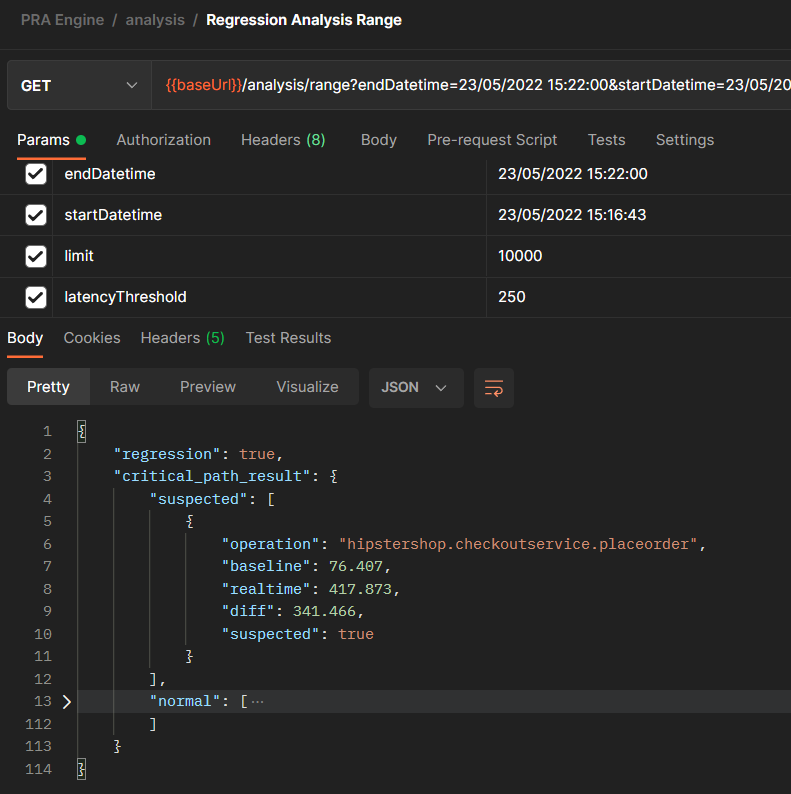 PRA Engine / analysis / Regression Analysis Range
GET {{baseUrl}}/analysis/range?endDatetime=23/05/2022 15:22:00&startDatetime=23/05/20
Params Authorization Headers (8) Body Pre-request Script Tests Settings
endDatetime 23/05/2022 15:22:00
startDatetime 23/05/2022 15:16:43
limit 10000
latencyThreshold 250
Body Cookies Headers (5) Test Results
Pretty Raw Preview Visualize JSON
1 {
2 "regression": true,
3 "critical_path_result": {
4 "suspected": [
5 {
6 "operation": "hipstershop.checkoutservice.placeorder",
7 "baseline": 76.407,
8 "realtime": 417.873,
9 "diff": 341.466,
10 "suspected": true
11 }
12 ],
13 "normal": [ ...
112 ]
113 }
114 }